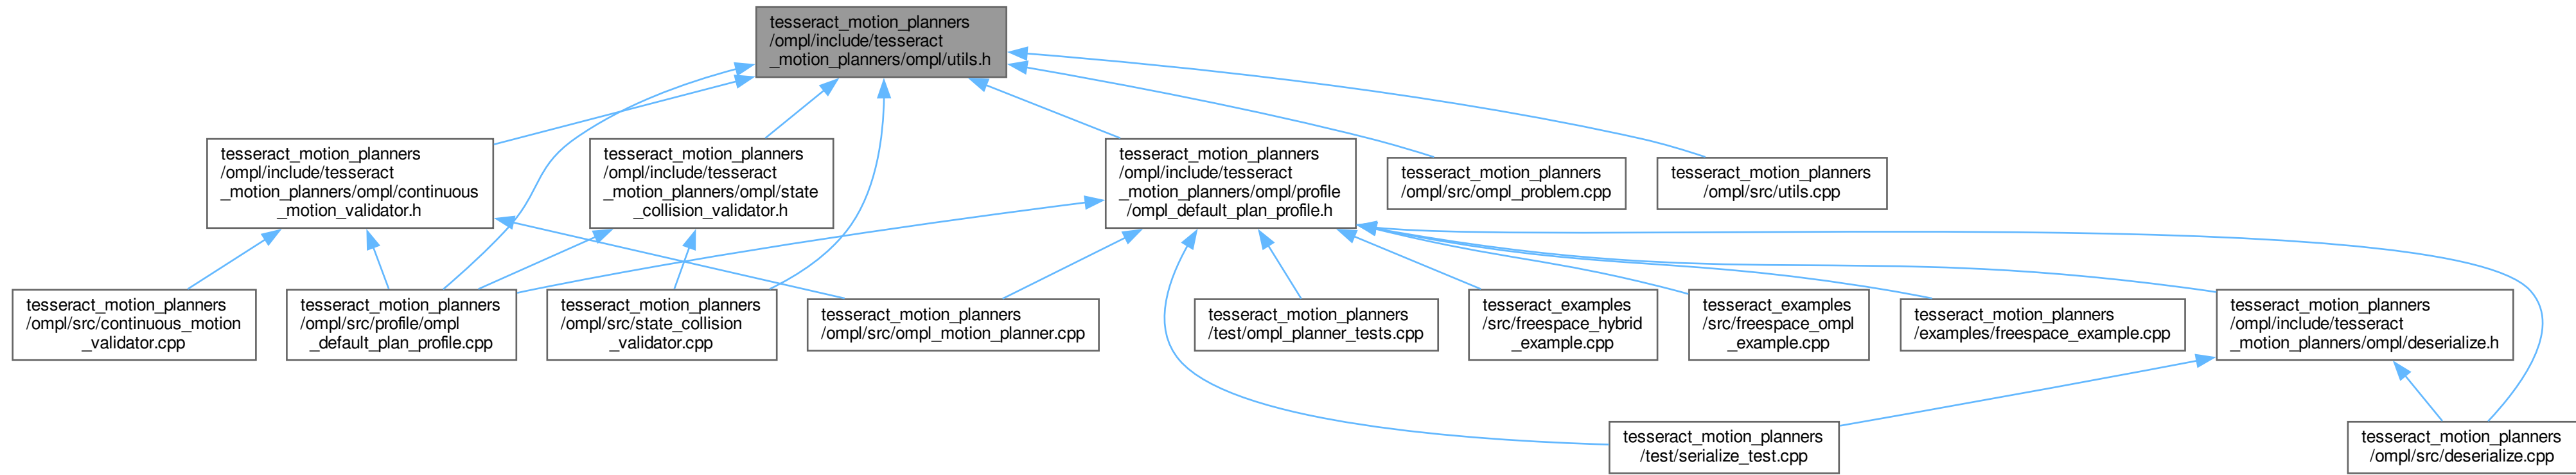 tesseract_motion_planners
/ompl/include/tesseract
_motion_planners/ompl/utils.h
tesseract_motion_planners
/ompl/include/tesseract
_motion_planners/ompl/continuous
_motion_validator.h
tesseract_motion_planners
/ompl/include/tesseract
_motion_planners/ompl/state
_collision_validator.h
tesseract_motion_planners
/ompl/include/tesseract
_motion_planners/ompl/profile
/ompl_default_plan_profile.h
tesseract_motion_planners
/ompl/src/ompl_problem.cpp
tesseract_motion_planners
/ompl/src/utils.cpp
tesseract_motion_planners
/ompl/src/continuous_motion
_validator.cpp
tesseract_motion_planners
/ompl/src/profile/ompl
_default_plan_profile.cpp
tesseract_motion_planners
/ompl/src/state_collision
_validator.cpp
tesseract_motion_planners
/ompl/src/ompl_motion_planner.cpp
tesseract_motion_planners
/test/ompl_planner_tests.cpp
tesseract_examples
/src/freespace_hybrid
_example.cpp
tesseract_examples
/src/freespace_ompl
_example.cpp
tesseract_motion_planners
/examples/freespace_example.cpp
tesseract_motion_planners
/ompl/include/tesseract
_motion_planners/ompl/deserialize.h
tesseract_motion_planners
/test/serialize_test.cpp
tesseract_motion_planners
/ompl/src/deserialize.cpp